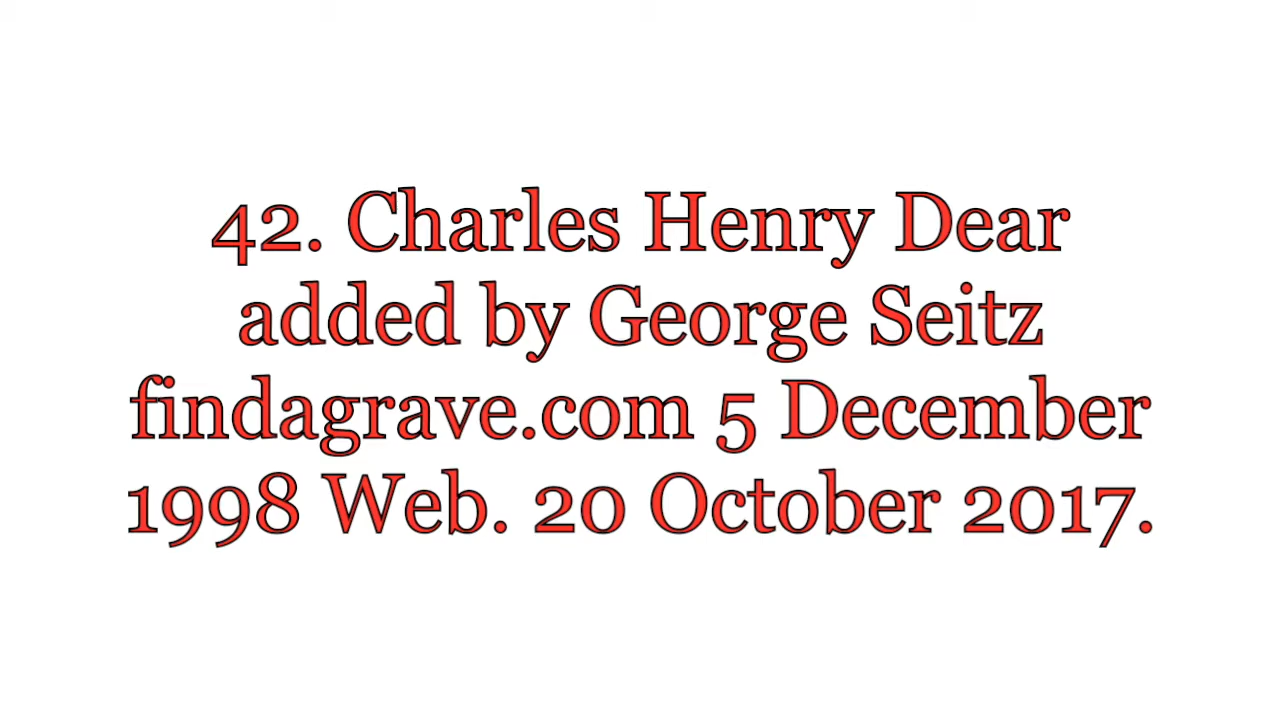 42. Charles Henry Dear
added by George Seitz
findagrave.com 5 December
1998 Web. 20 October 2017.